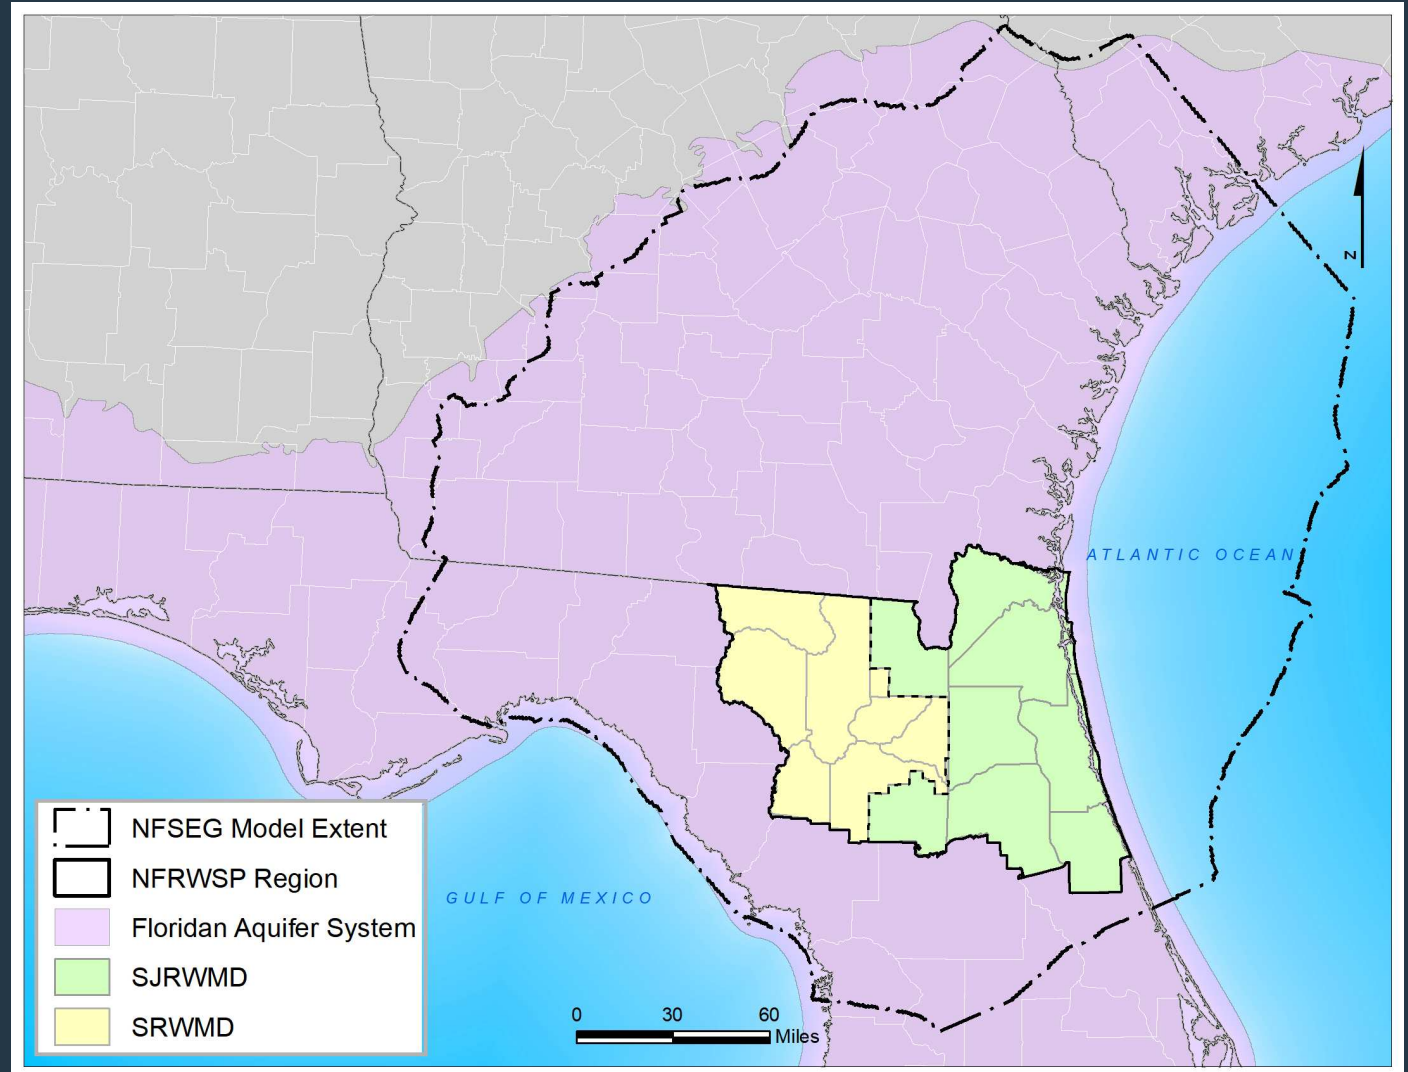 N
ATLANTIC OCEAN
GULF OF MEXICO
NFSEG Model Extent
NFRWSP Region
Floridan Aquifer System
SJRWMD
SRWMD
0 30 60
Miles